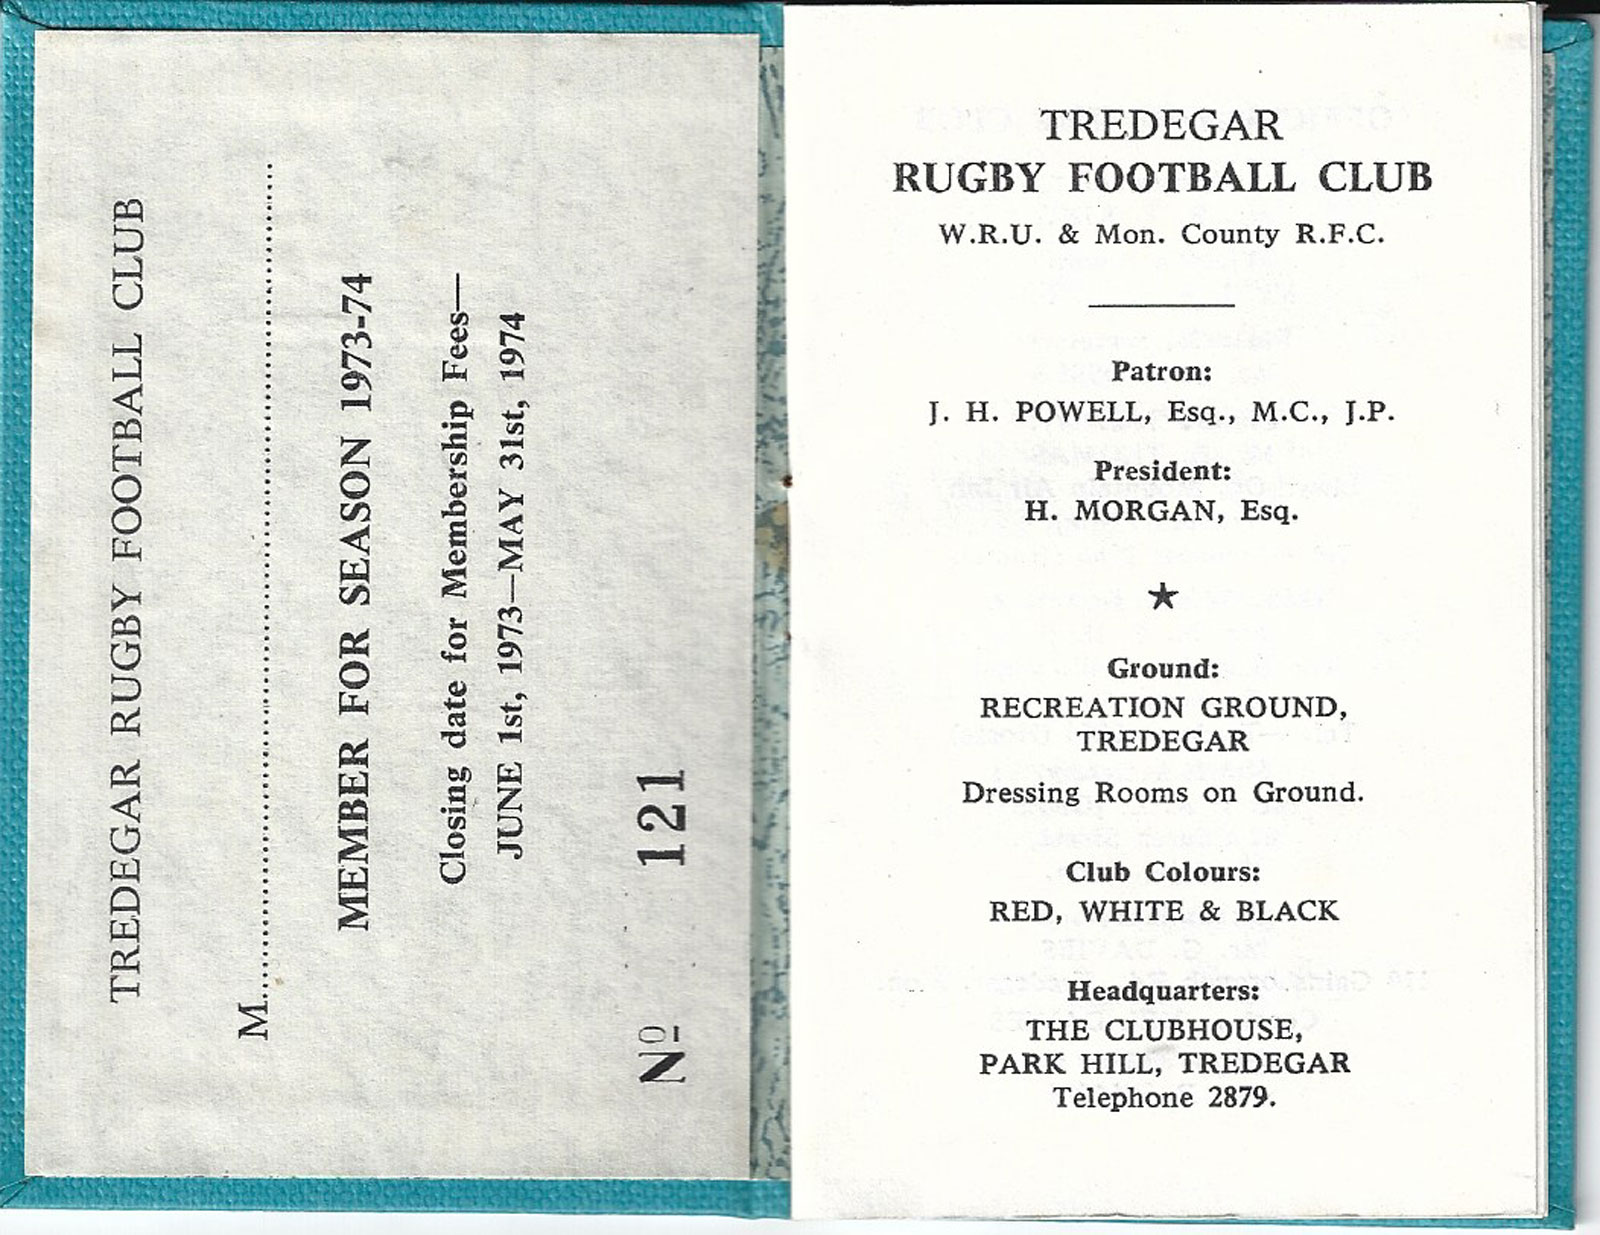 TREDEGAR RUGBY FOOTBALL CLUB
M...........................................................................
MEMBER FOR SEASON 1973-74
Closing date for Membership Fees—
JUNE 1st, 1973—MAY 31st, 1974
Nº 121
TREDEGAR
RUGBY FOOTBALL CLUB
W.R.U. & Mon. County R.F.C.
Patron:
J. H. POWELL, Esq., M.C., J.P.
President:
H. MORGAN, Esq.
★
Ground:
RECREATION GROUND,
TREDEGAR
Dressing Rooms on Ground.
Club Colours:
RED, WHITE & BLACK
Headquarters:
THE CLUBHOUSE,
PARK HILL, TREDEGAR
Telephone 2879.